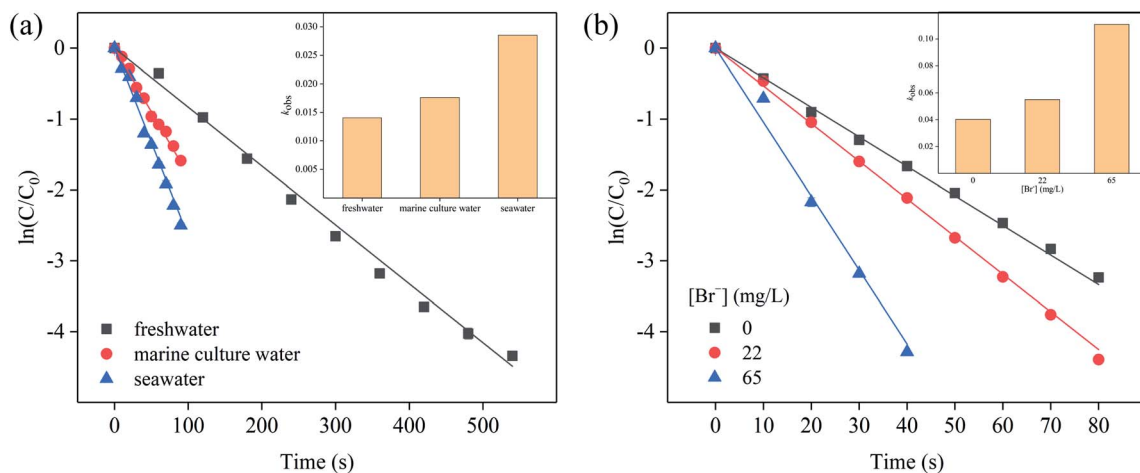 (a)
0
-1
-2
-3
-4
ln(C/C₀)
0 100 200 300 400 500
Time (s)
freshwater
marine culture water
seawater
0.030
0.025
0.020
0.015
0.010
0.005
kobs
freshwater marine culture water seawater
(b)
0
-1
-2
-3
-4
ln(C/C₀)
0 10 20 30 40 50 60 70 80
Time (s)
[Br⁻] (mg/L)
0
22
65
0.10
0.08
0.06
0.04
0.02
0.00
kobs
0 22 65
[Br⁻] (mg/L)